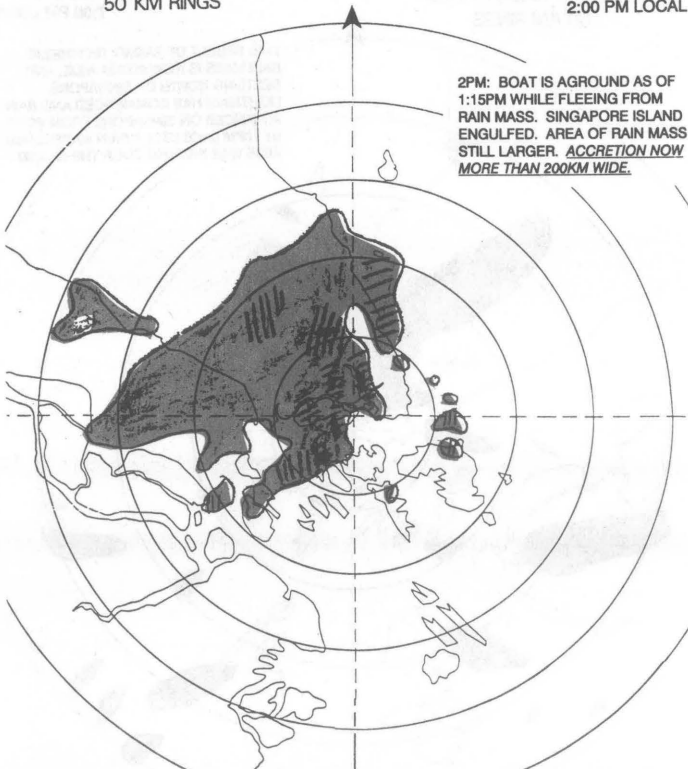 50 KM RINGS
2:00 PM LOCAL
2PM: BOAT IS AGROUND AS OF
1:15PM WHILE FLEEING FROM
RAIN MASS. SINGAPORE ISLAND
ENGULFED. AREA OF RAIN MASS
STILL LARGER. ACCRETION NOW
MORE THAN 200KM WIDE.